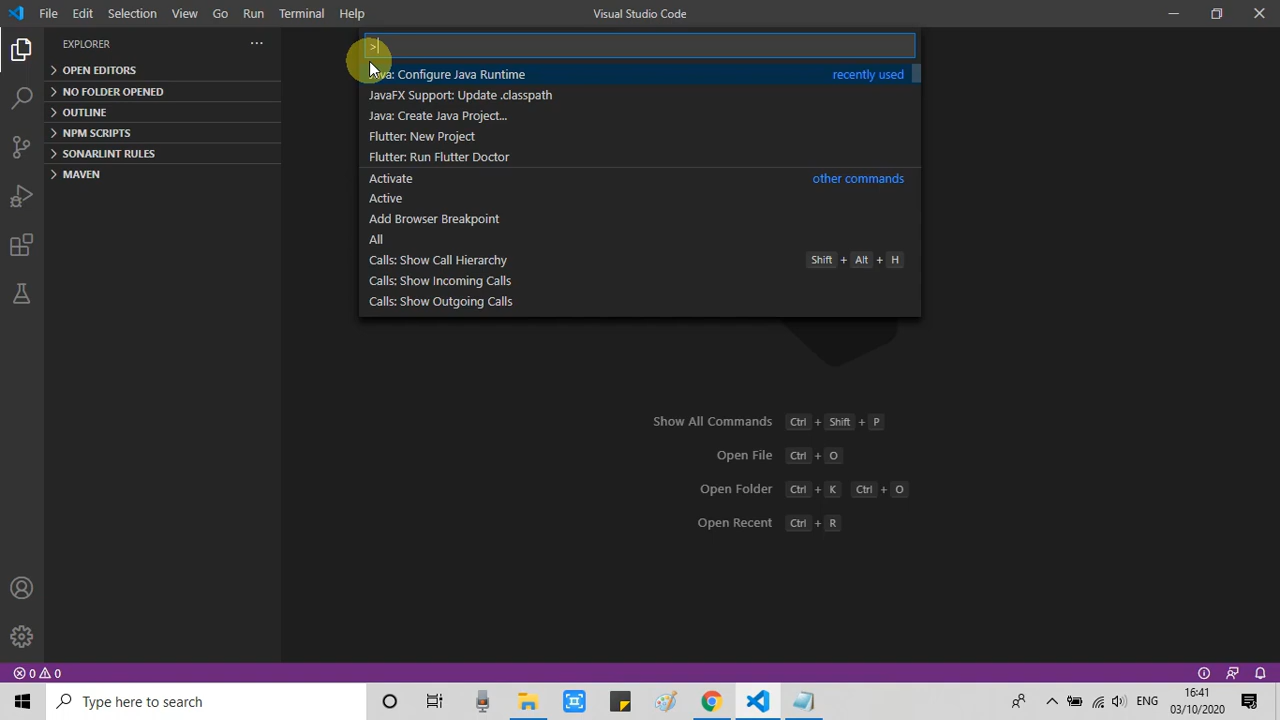 File Edit Selection View Go Run Terminal Help Visual Studio Code
EXPLORER
OPEN EDITORS
NO FOLDER OPENED
OUTLINE
NPM SCRIPTS
SONARLINT RULES
MAVEN
>
Java: Configure Java Runtime recently used
JavaFX Support: Update .classpath
Java: Create Java Project...
Flutter: New Project
Flutter: Run Flutter Doctor
Activate other commands
Active
Add Browser Breakpoint
All
Calls: Show Call Hierarchy Shift + Alt + H
Calls: Show Incoming Calls
Calls: Show Outgoing Calls
Show All Commands Ctrl + Shift + P
Open File Ctrl + O
Open Folder Ctrl + K Ctrl + O
Open Recent Ctrl + R
0 0
Type here to search
ENG
16:41
03/10/2020